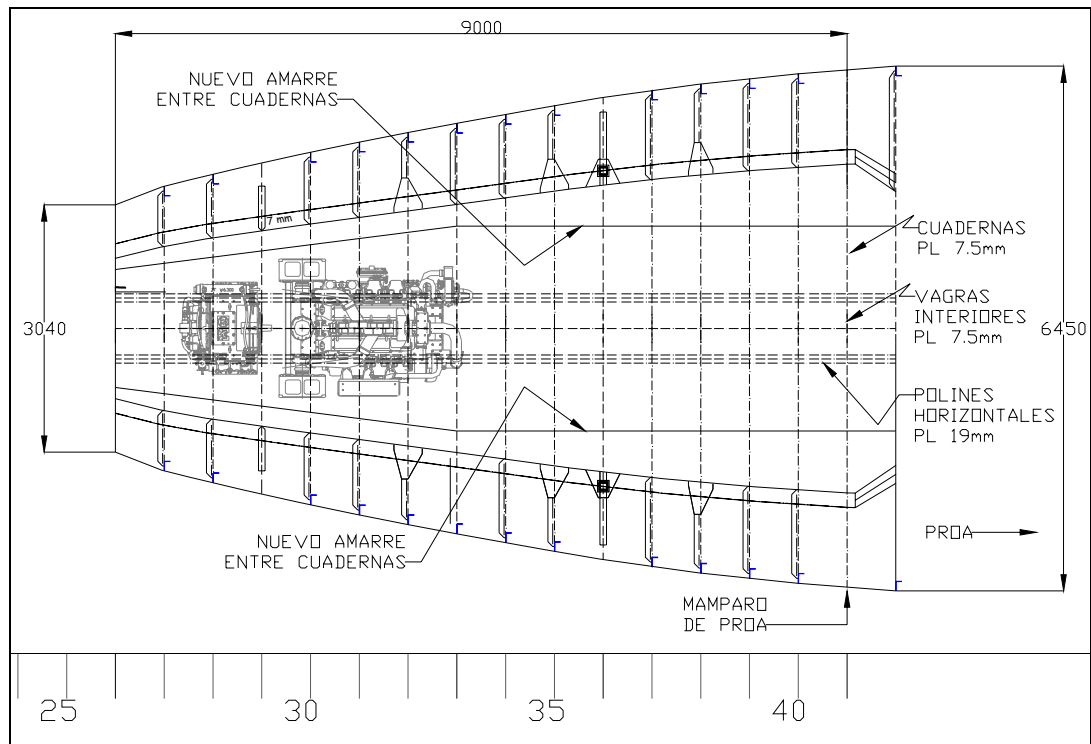 9000
NUEVO AMARRE
ENTRE CUADERNAS
7 mm
CUADERNAS
PL 7.5mm
VAGRAS
INTERIORES
PL 7.5mm
3040
6450
POLINES
HORIZONTALES
PL 19mm
NUEVO AMARRE
ENTRE CUADERNAS
PROA
MAMPARO
DE PROA
25 30 35 40